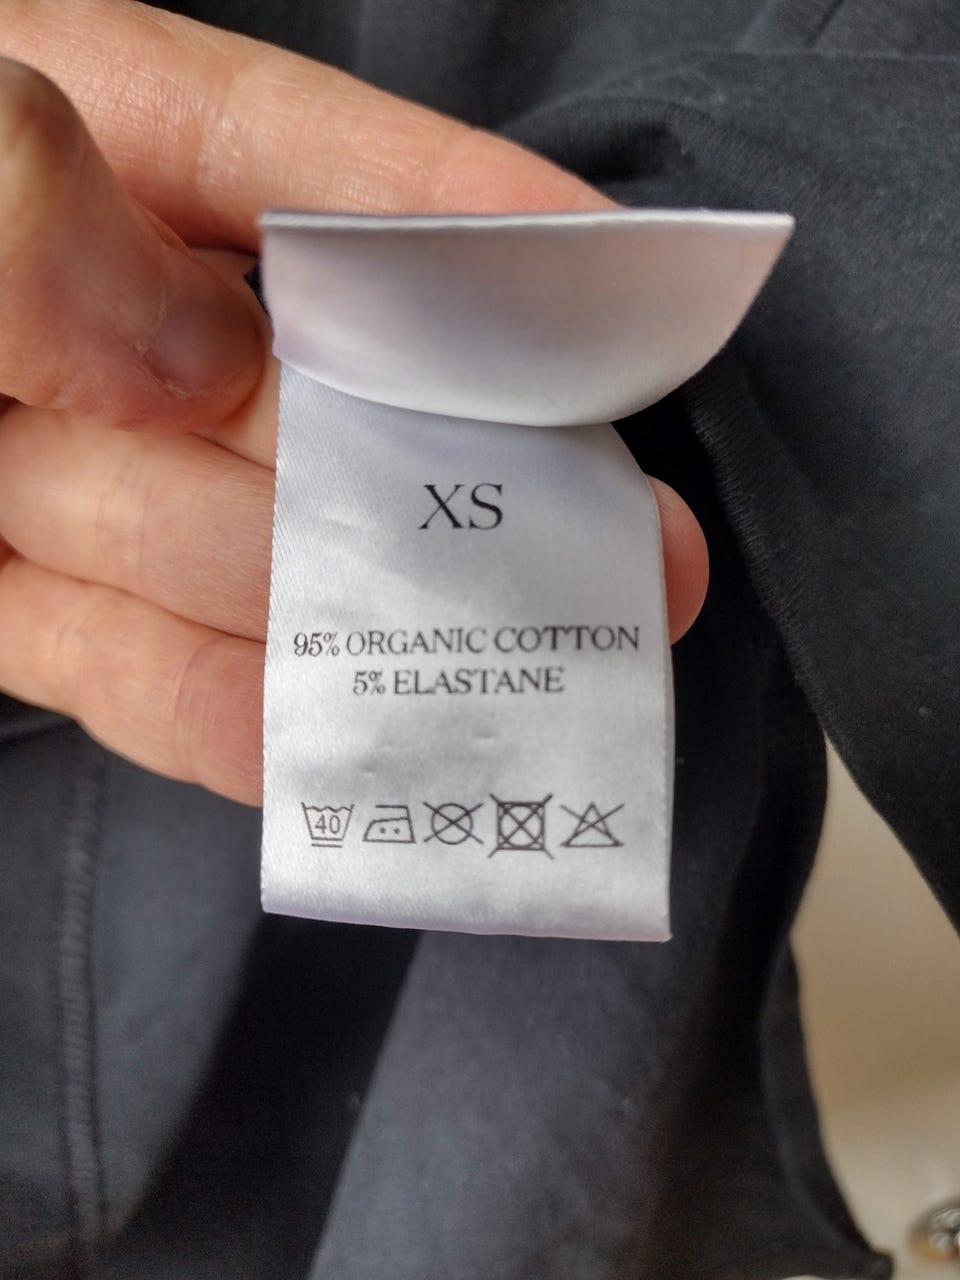 XS
95% ORGANIC COTTON
5% ELASTANE
40